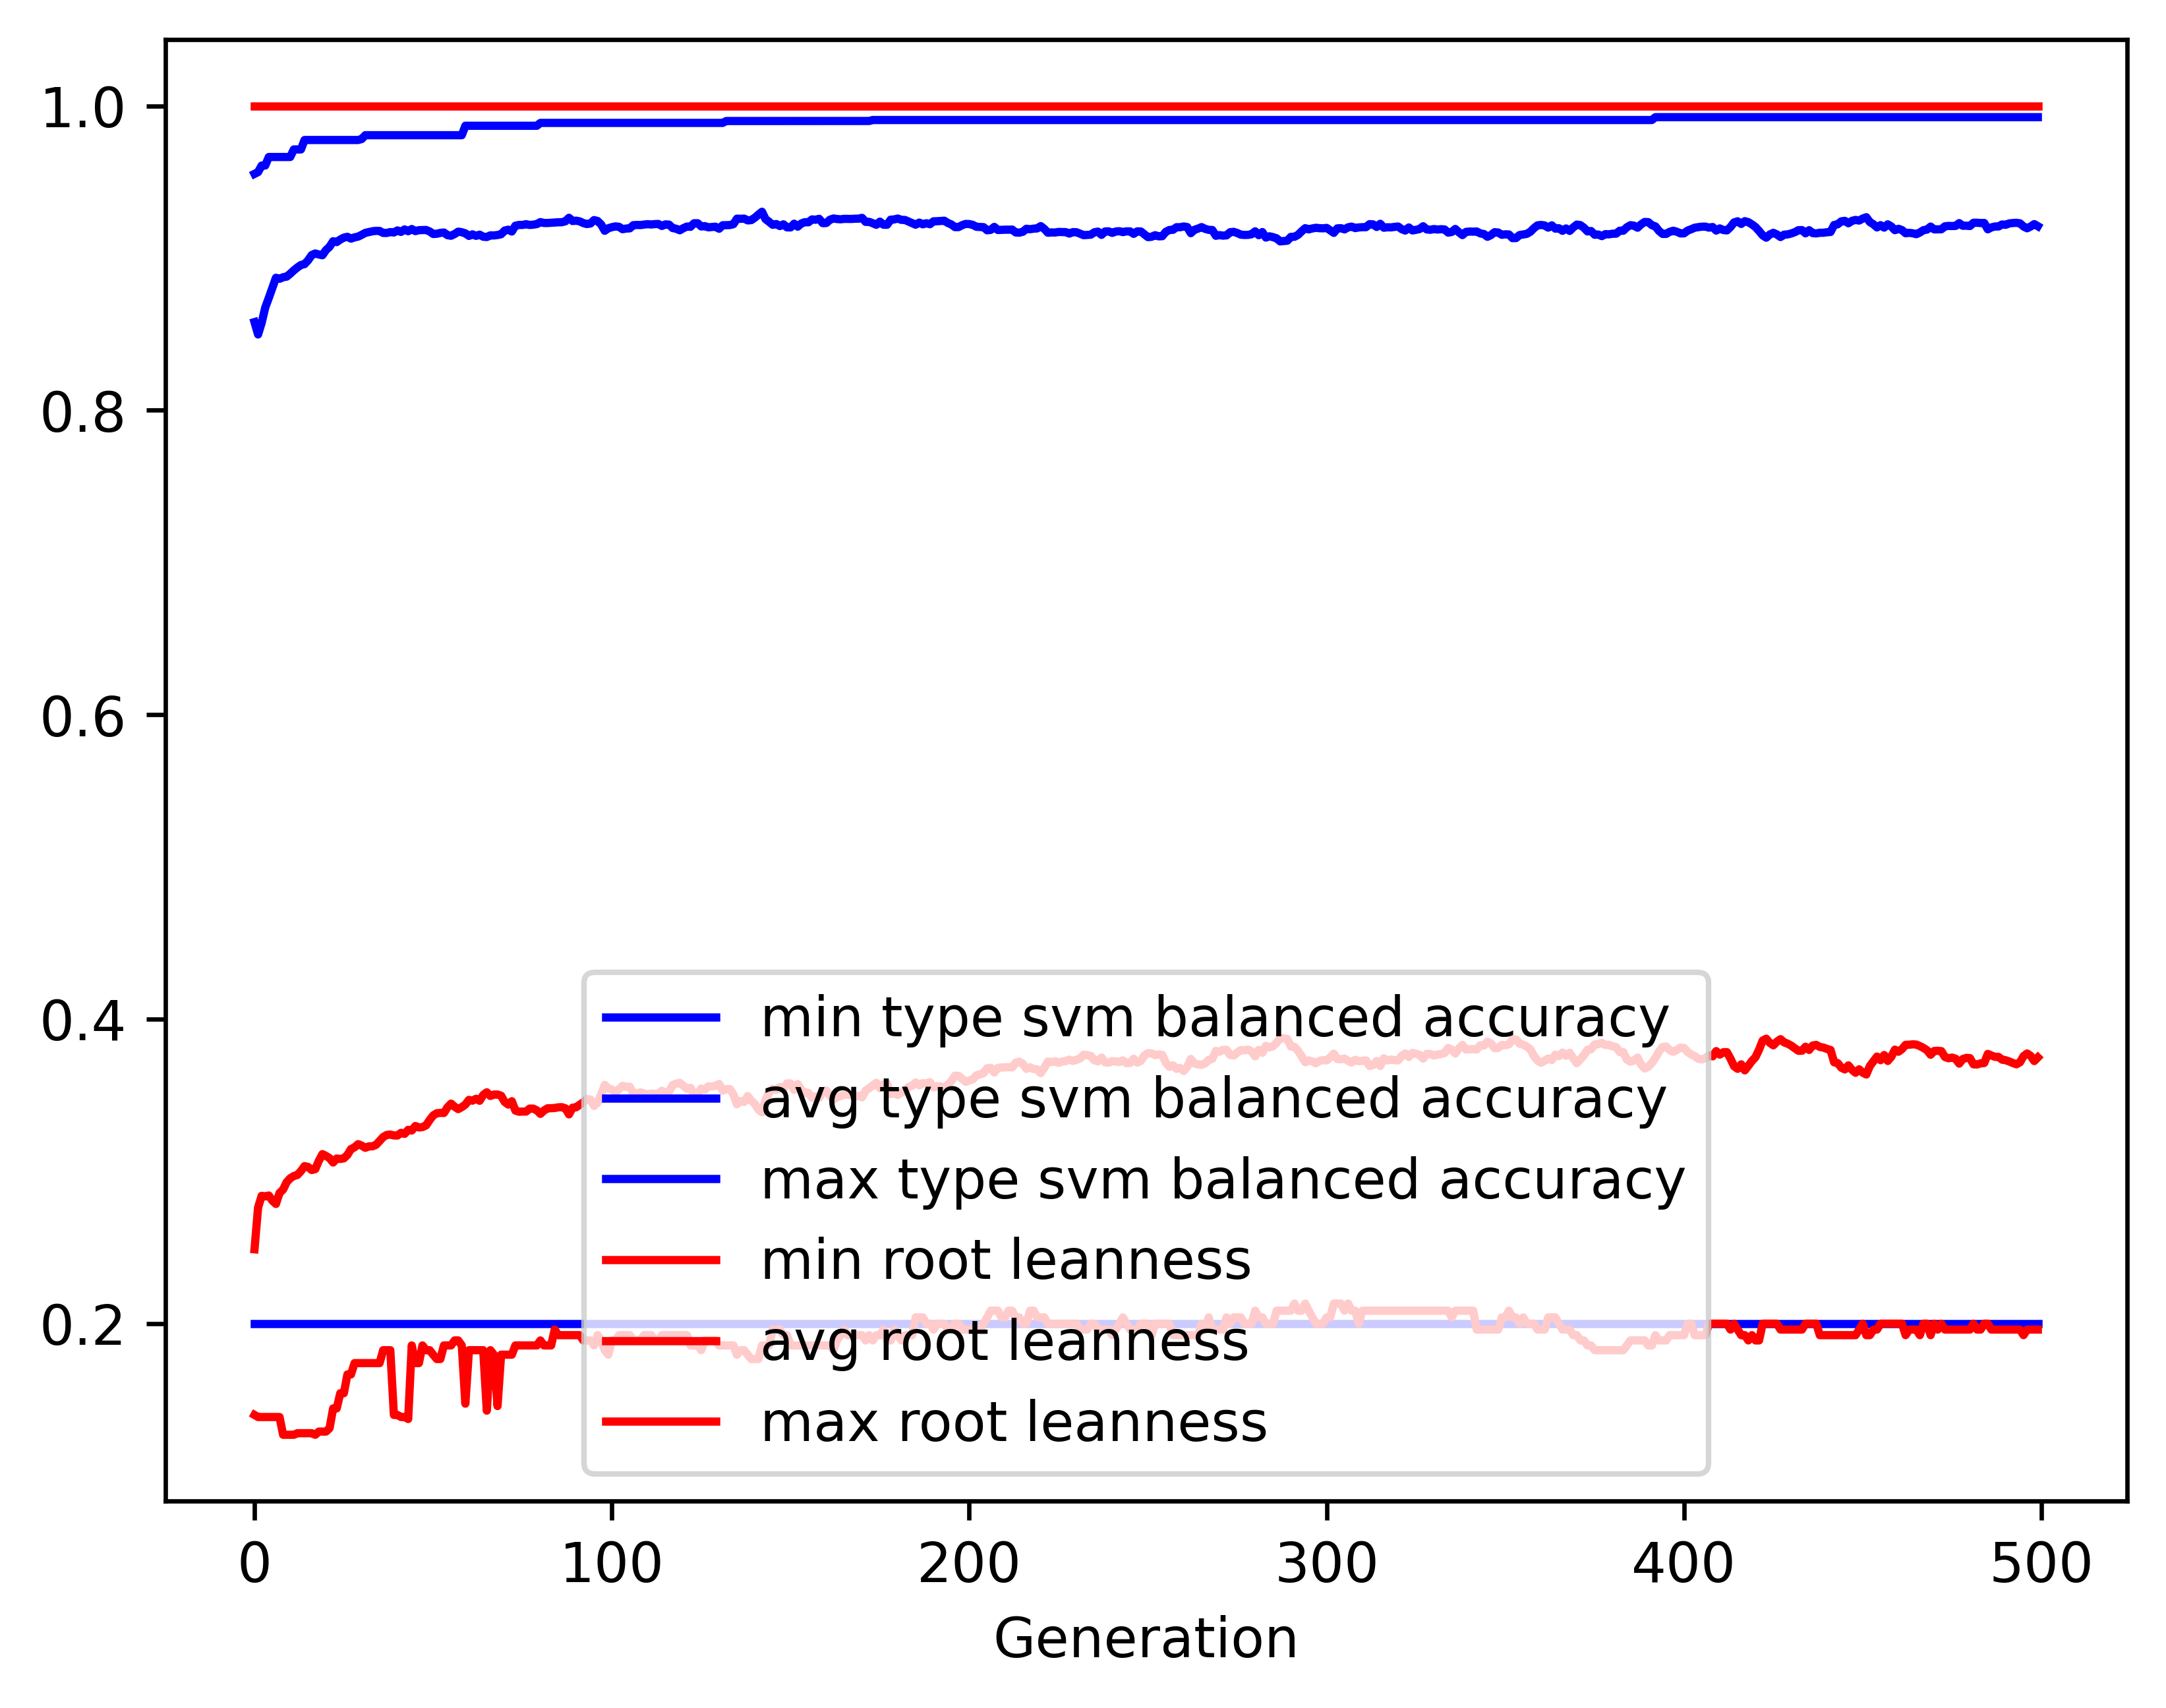 1.0
0.8
0.6
0.4
0.2
min type svm balanced accuracy
avg type svm balanced accuracy
max type svm balanced accuracy
min root leanness
avg root leanness
max root leanness
0 100 200 300 400 500
Generation